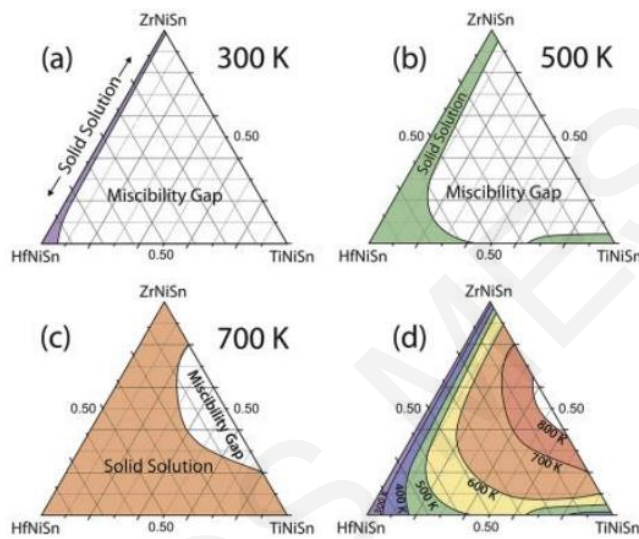 ZrNiSn
(a)
300 K
← Solid Solution →
0.50
Miscibility Gap
HfNiSn
0.50
TiNiSn
ZrNiSn
(b)
500 K
0.50
Solid Solution
0.50
Miscibility Gap
HfNiSn
0.50
TiNiSn
ZrNiSn
(c)
700 K
Miscibility Gap
0.50
0.50
Solid Solution
HfNiSn
0.50
TiNiSn
ZrNiSn
(d)
0.50
0.50
800 K
700 K
600 K
500 K
400 K
HfNiSn
0.50
TiNiSn